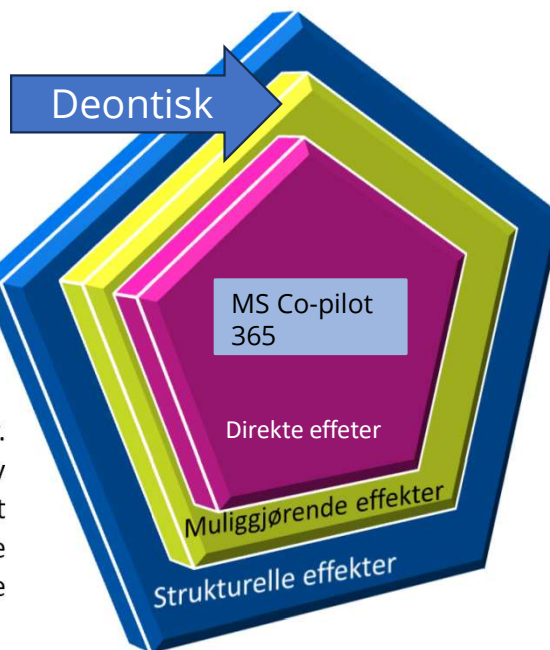 Deontisk
MS Co-pilot
365
Direkte effeter
Muliggjørende effekter
Strukturelle effekter